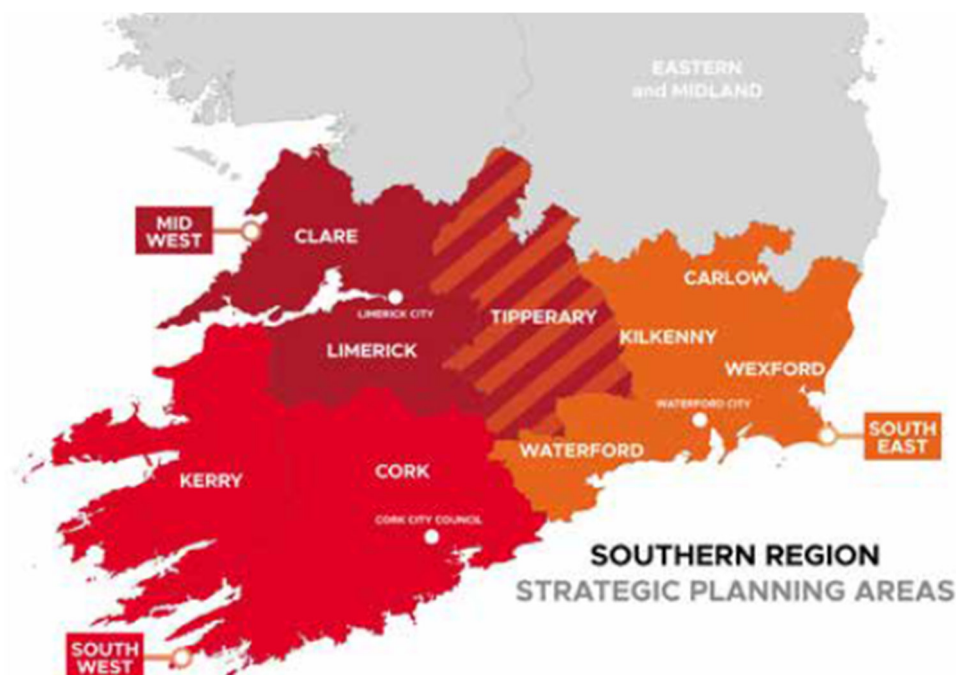 EASTERN
and MIDLAND
MID
WEST
CLARE
CARLOW
LIMERICK CITY
TIPPERARY
KILKENNY
LIMERICK
WEXFORD
WATERFORD CITY
SOUTH
EAST
WATERFORD
KERRY
CORK
CORK CITY COUNCIL
SOUTHERN REGION
STRATEGIC PLANNING AREAS
SOUTH
WEST